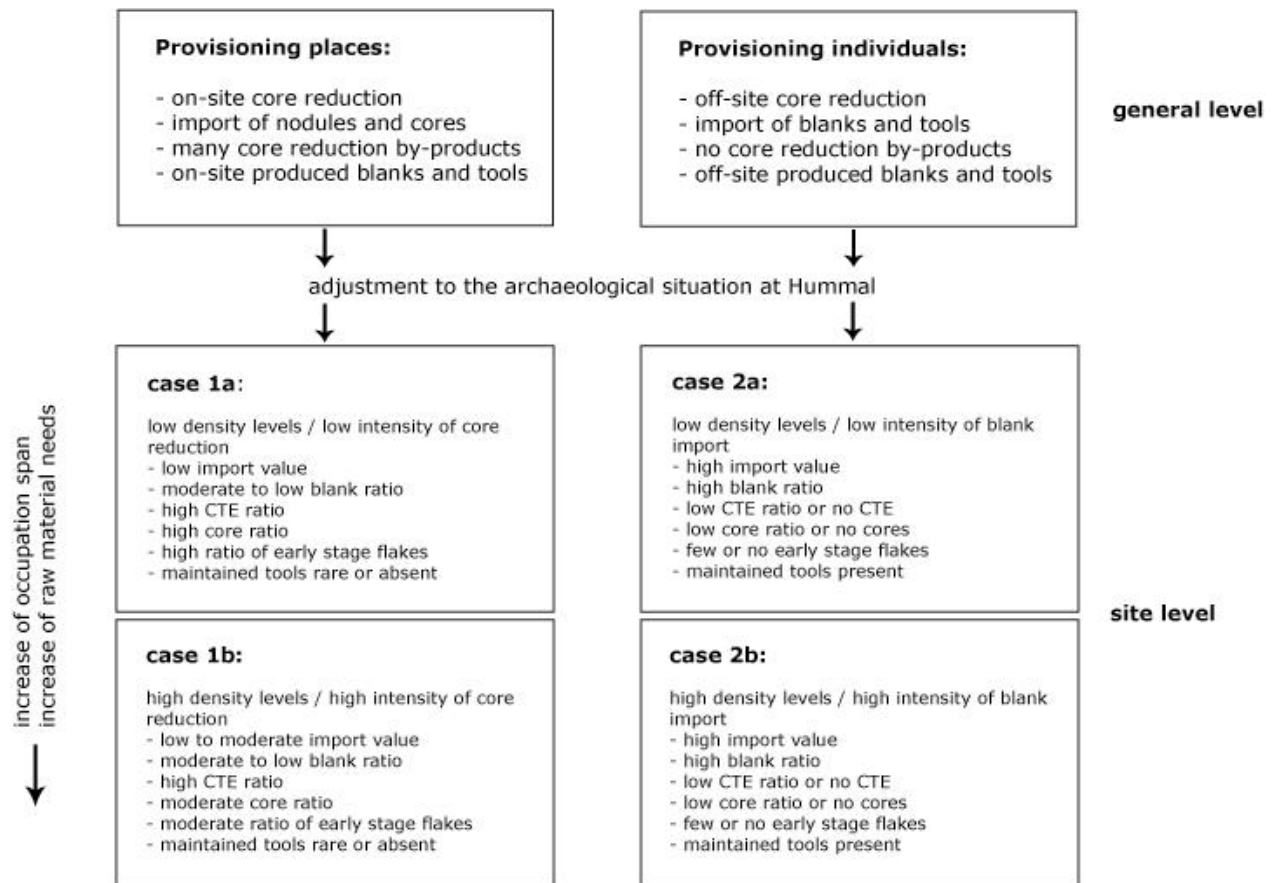 Provisioning places:
- on-site core reduction
- import of nodules and cores
- many core reduction by-products
- on-site produced blanks and tools
Provisioning individuals:
- off-site core reduction
- import of blanks and tools
- no core reduction by-products
- off-site produced blanks and tools
general level
adjustment to the archaeological situation at Hummal
increase of occupation span
increase of raw material needs
case 1a:
low density levels / low intensity of core
reduction
- low import value
- moderate to low blank ratio
- high CTE ratio
- high core ratio
- high ratio of early stage flakes
- maintained tools rare or absent
case 2a:
low density levels / low intensity of blank
import
- high import value
- high blank ratio
- low CTE ratio or no CTE
- low core ratio or no cores
- few or no early stage flakes
- maintained tools present
site level
case 1b:
high density levels / high intensity of core
reduction
- low to moderate import value
- moderate to low blank ratio
- high CTE ratio
- moderate core ratio
- moderate ratio of early stage flakes
- maintained tools rare or absent
case 2b:
high density levels / high intensity of blank
import
- high import value
- high blank ratio
- low CTE ratio or no CTE
- low core ratio or no cores
- few or no early stage flakes
- maintained tools present